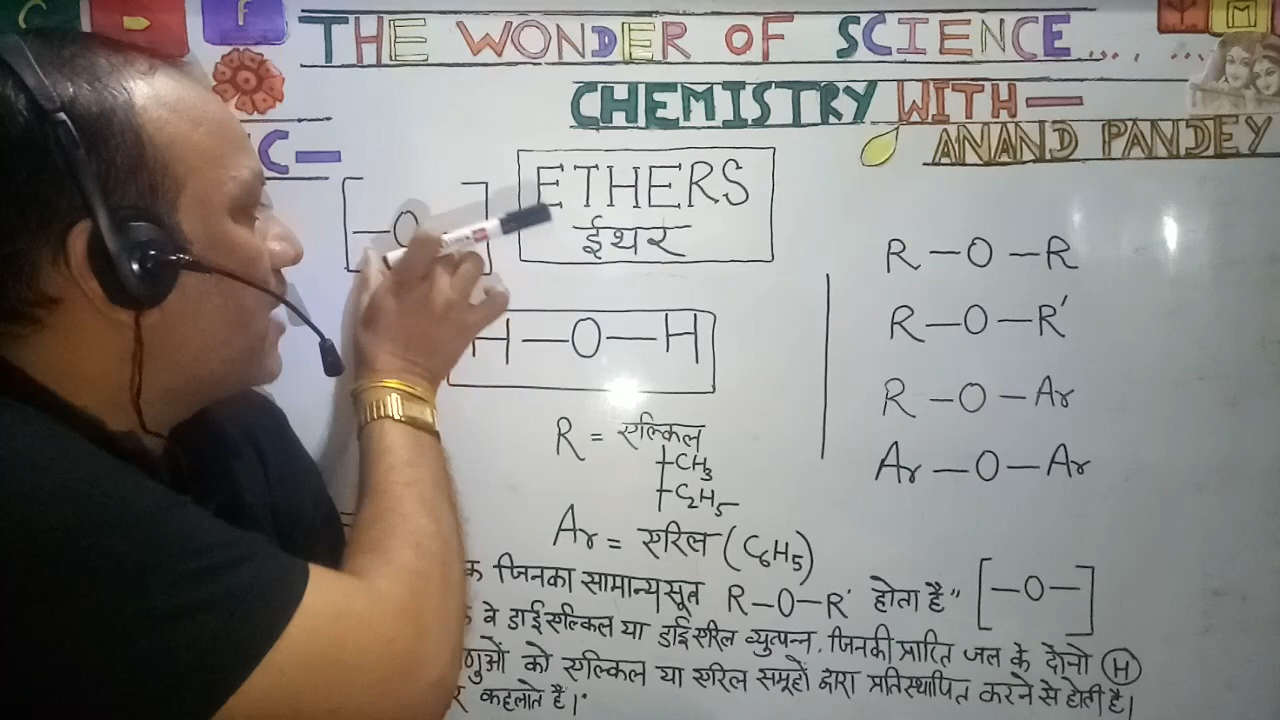 THE WONDER OF SCIENCE.... ...
CHEMISTRY WITH—
ANAND PANDEY
C—
[—O
ETHERS
ईथर
H—O—H
R = एल्किल
CH3
C2H5
Ar = एरिल (C6H5)
R—O—R
R—O—R'
R—O—Ar
Ar—O—Ar
जिनका सामान्य सूत्र R—O—R' होता है" [—O—]
वे डाईएल्किल या डाईएरिल व्युत्पन्न, जिनकी प्राप्ति जल के दोनो (H)
को एल्किल या एरिल समूहों द्वारा प्रतिस्थापित करने से होती है।
कहलाते है।"